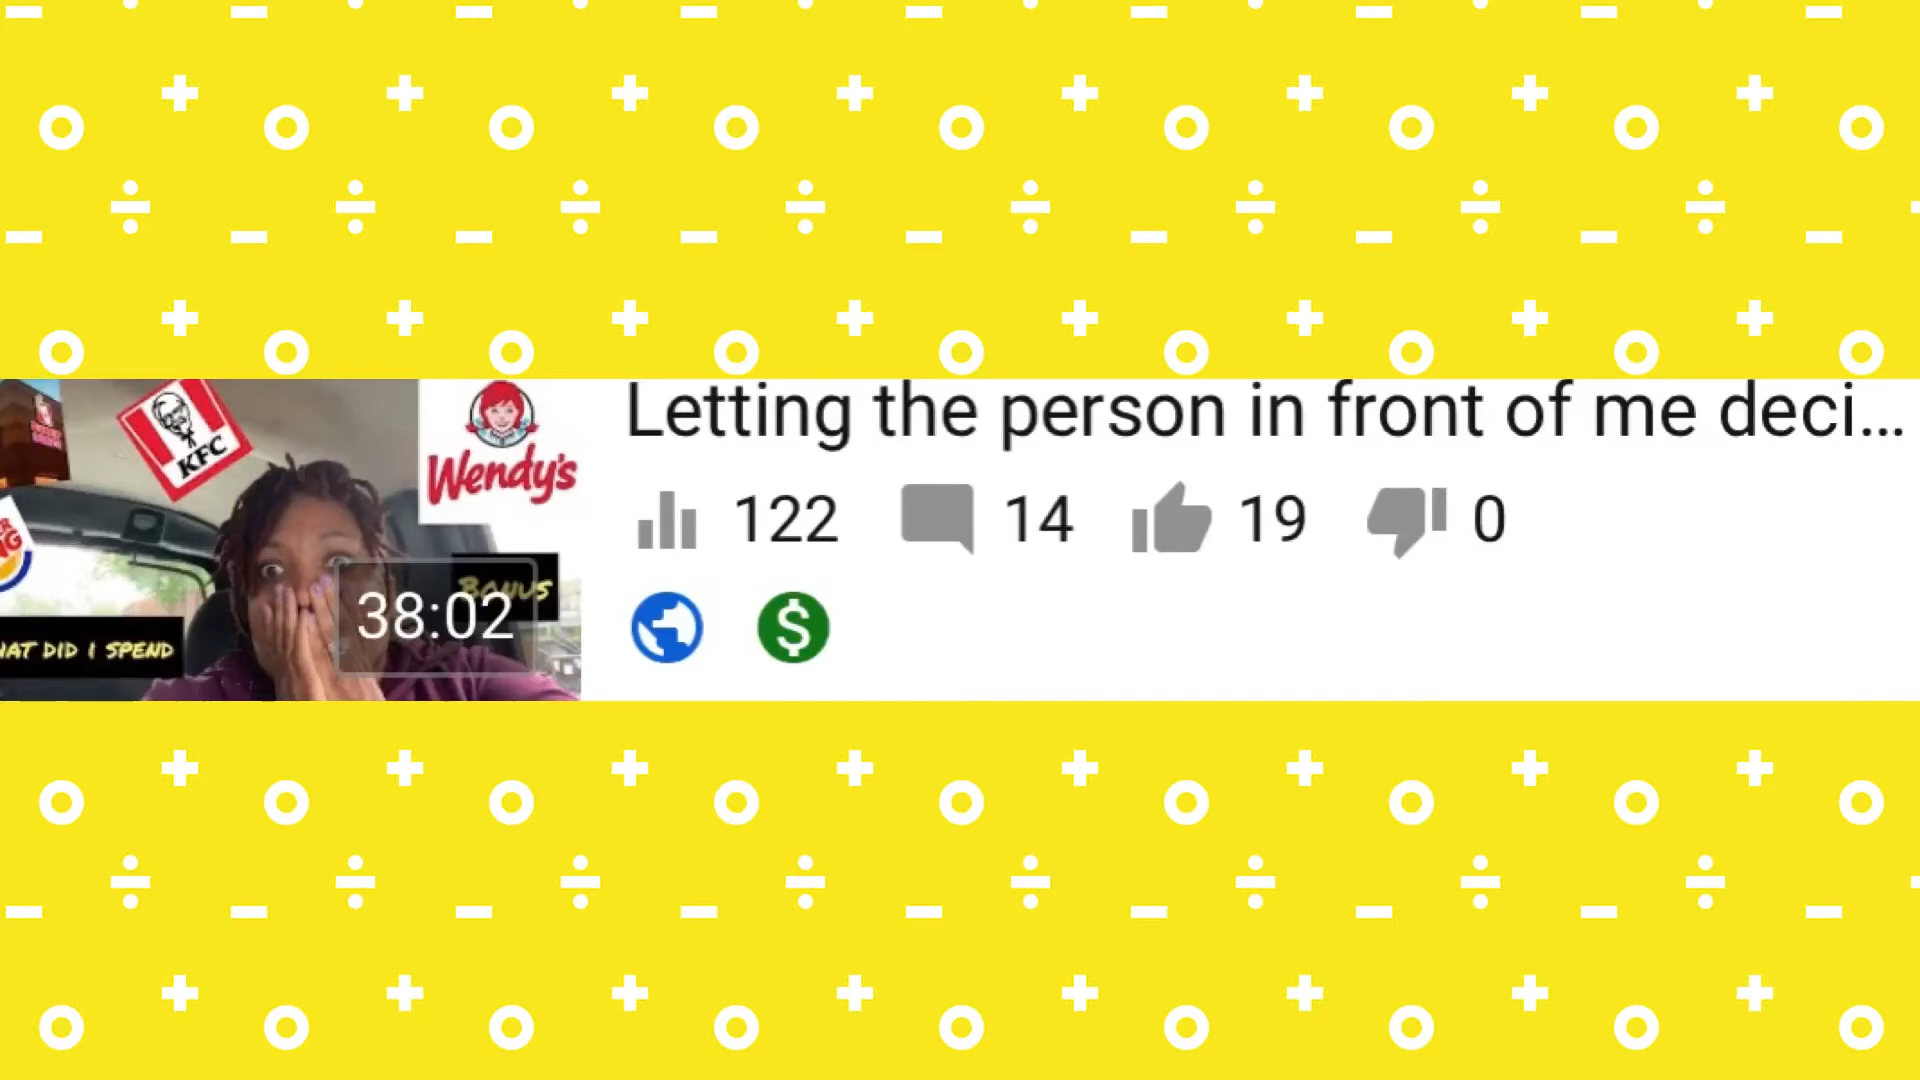 KFC
Wendy's
BONUS
38:02
HAT DID I SPEND
Letting the person in front of me deci...
122
14
19
0